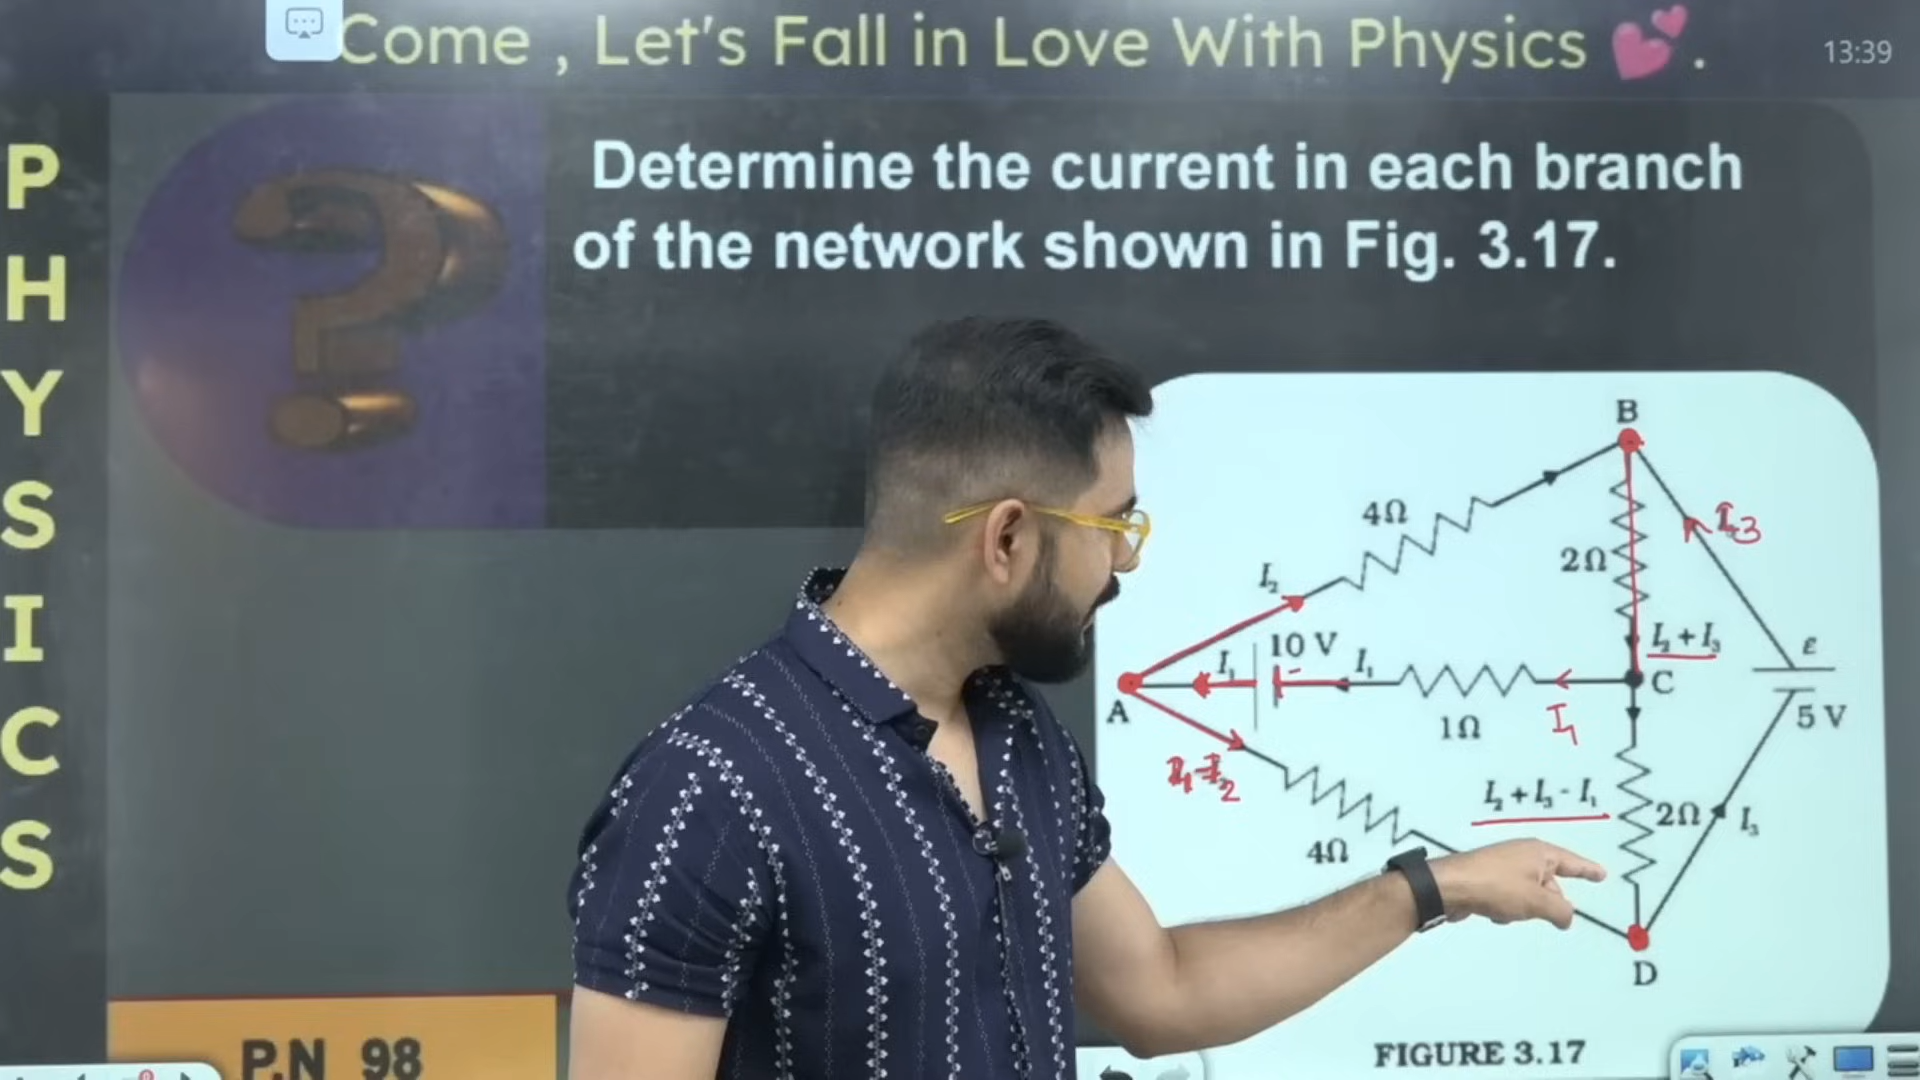 Come , Let's Fall in Love With Physics 💕 .
13:39
PHYSICS
Determine the current in each branch
of the network shown in Fig. 3.17.
B
4Ω
I₃
2Ω
I₂
I₂ + I₃
ε
10 V
I₁
I₁
C
A
1Ω
I₁
5 V
I₁-I₂
I₂ + I₃ - I₁
2Ω
I₃
4Ω
D
FIGURE 3.17
P.N 98